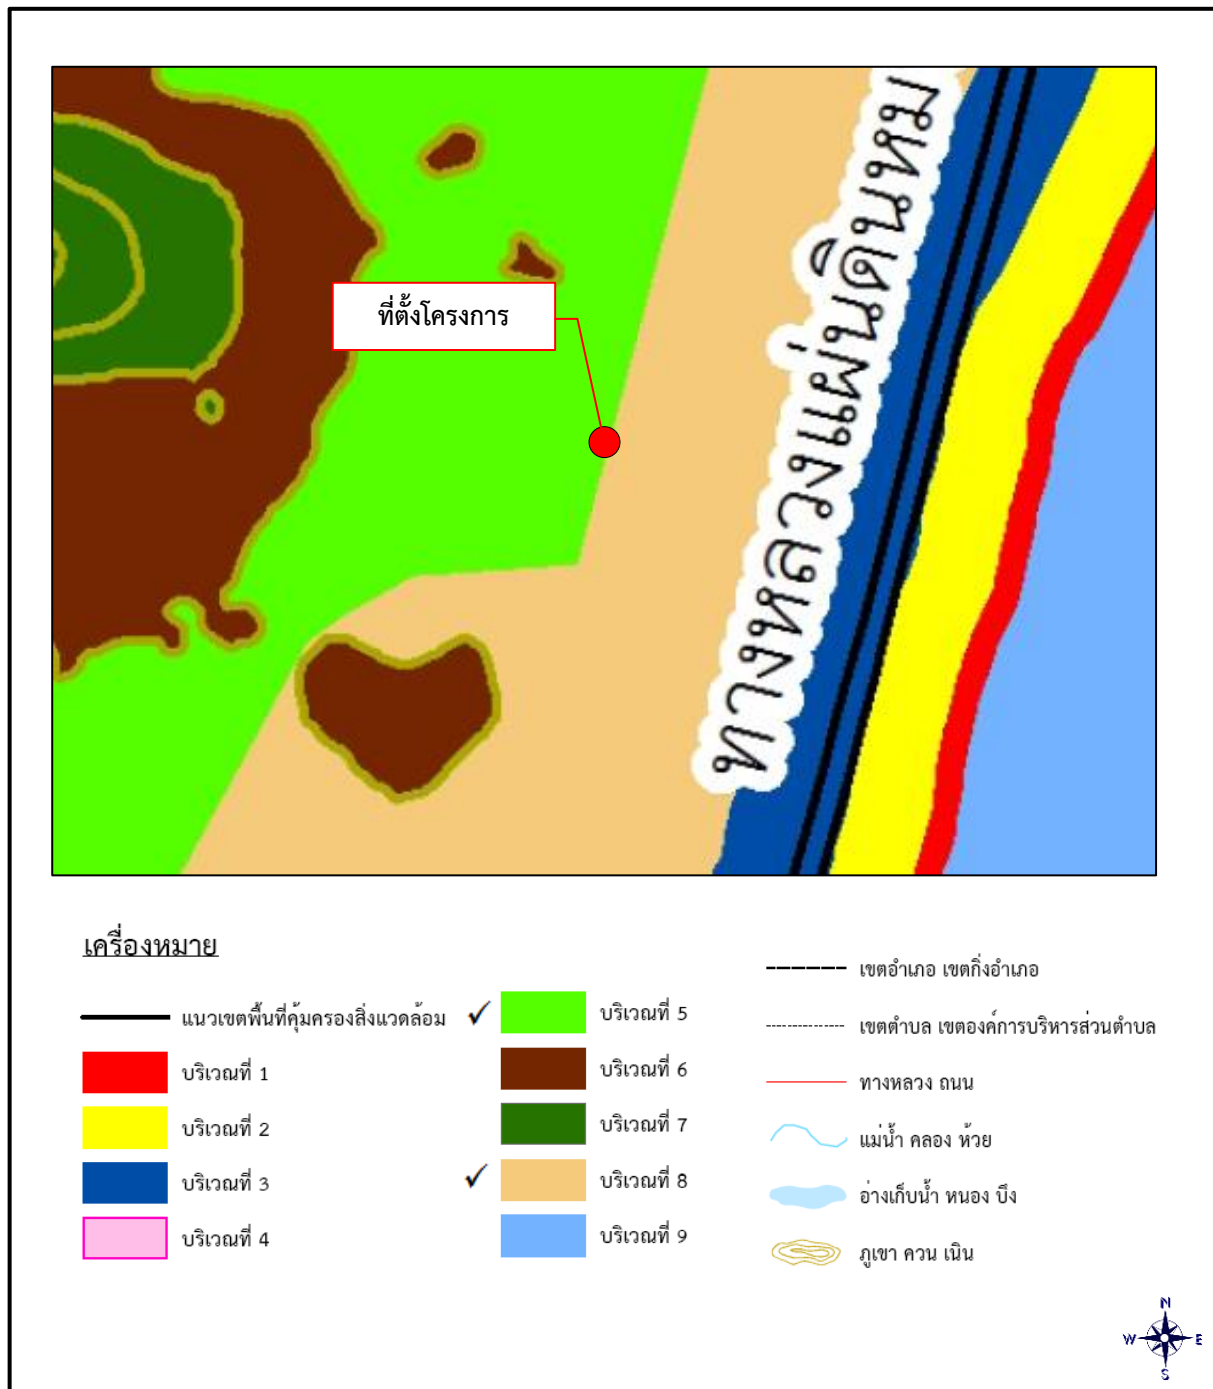 ทางหลวงแผ่นดินหม
ที่ตั้งโครงการ
เครื่องหมาย
แนวเขตพื้นที่คุ้มครองสิ่งแวดล้อม
บริเวณที่ 1
บริเวณที่ 2
บริเวณที่ 3
บริเวณที่ 4
✓ บริเวณที่ 5
บริเวณที่ 6
บริเวณที่ 7
✓ บริเวณที่ 8
บริเวณที่ 9
เขตอำเภอ เขตกิ่งอำเภอ
เขตตำบล เขตองค์การบริหารส่วนตำบล
ทางหลวง ถนน
แม่น้ำ คลอง ห้วย
อ่างเก็บน้ำ หนอง บึง
ภูเขา ควน เนิน
N
W E
S